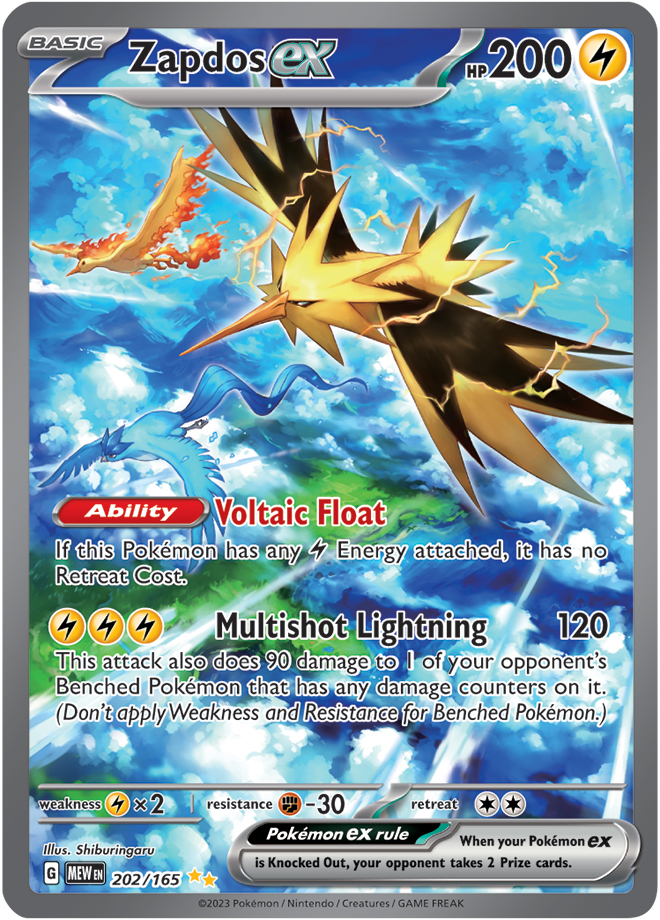 BASIC Zapdos ex HP 200
Ability Voltaic Float
If this Pokémon has any Energy attached, it has no
Retreat Cost.
Multishot Lightning 120
This attack also does 90 damage to 1 of your opponent's
Benched Pokémon that has any damage counters on it.
(Don't apply Weakness and Resistance for Benched Pokémon.)
weakness ×2 resistance -30 retreat
Pokémon ex rule When your Pokémon ex
is Knocked Out, your opponent takes 2 Prize cards.
Illus. Shiburingaru
G MEW EN 202/165
©2023 Pokémon / Nintendo / Creatures / GAME FREAK